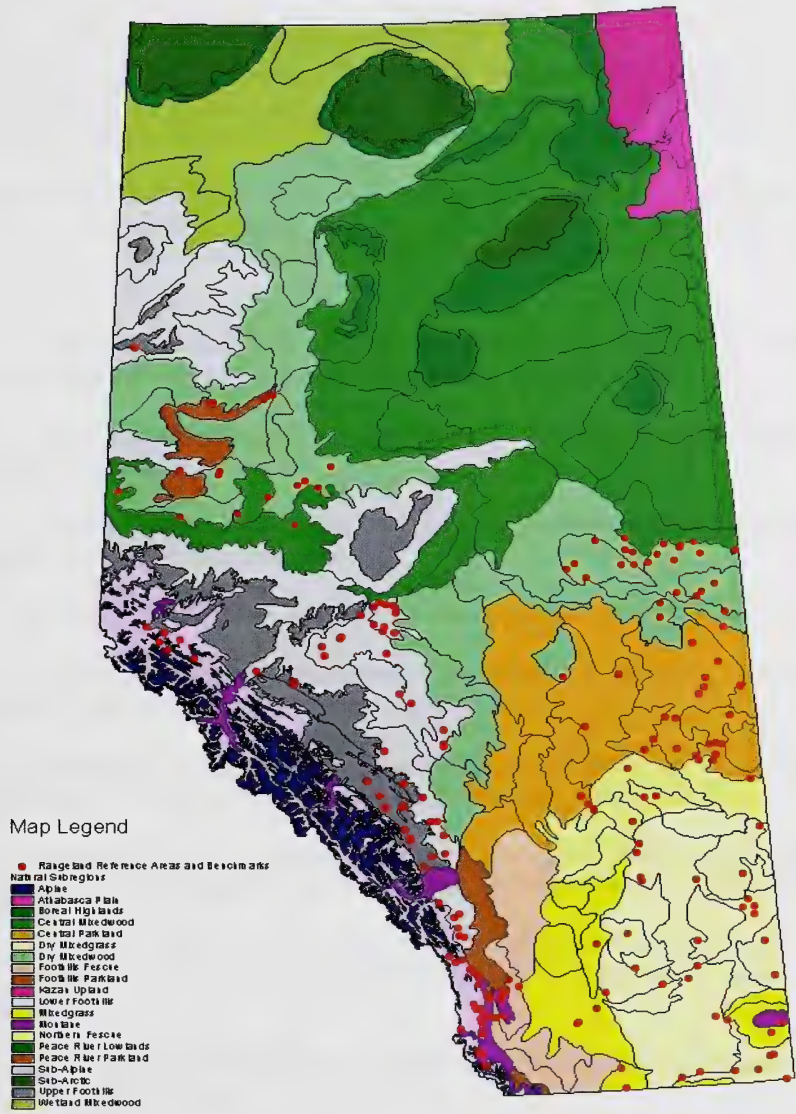 Map Legend
Rangeland Reference Areas and Benchmarks
Natural Subregions
Alpine
Athabasca Plain
Boreal Highlands
Central Mixedwood
Central Parkland
Dry Mixedgrass
Dry Mixedwood
Foothills Fescue
Foothills Parkland
Kazan Upland
Lower Foothills
Mixedgrass
Montane
Northern Fescue
Peace River Lowlands
Peace River Parkland
Sub-Alpine
Sub-Arctic
Upper Foothills
Wetland Mixedwood